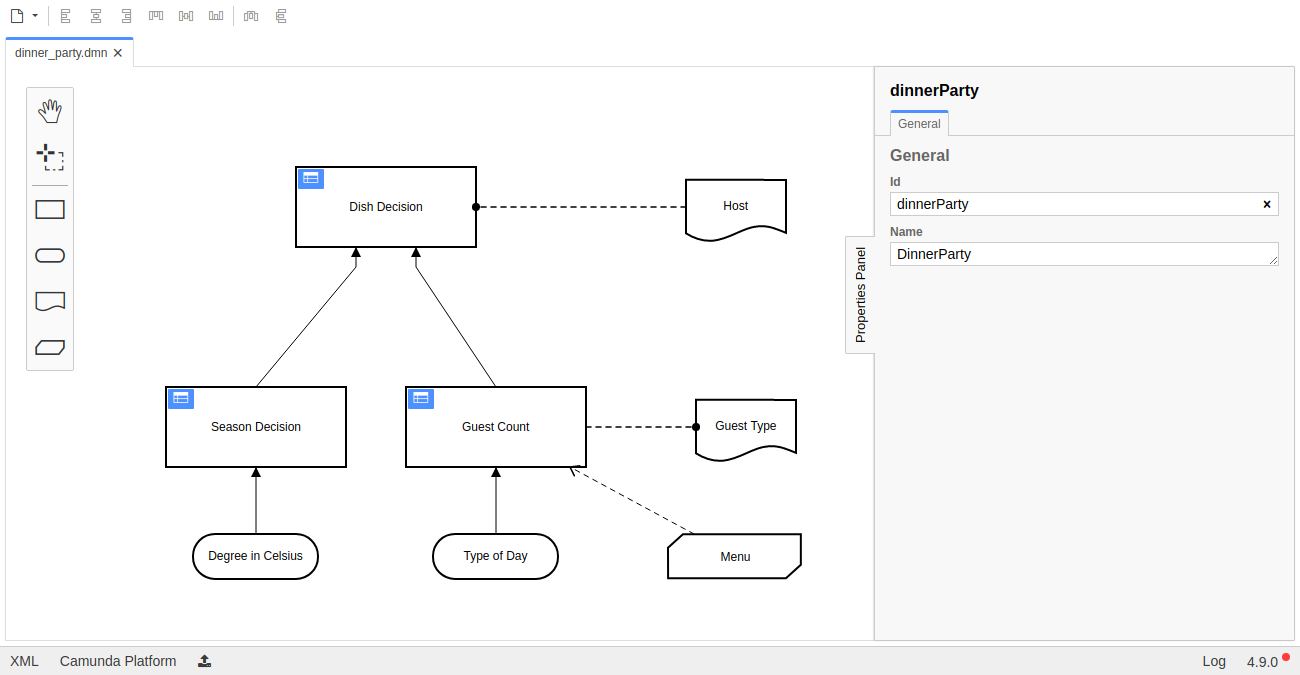 dinner_party.dmn
dinnerParty
General
General
Id
dinnerParty
Name
DinnerParty
Properties Panel
Dish Decision
Host
Season Decision
Guest Count
Guest Type
Degree in Celsius
Type of Day
Menu
XML
Camunda Platform
Log
4.9.0